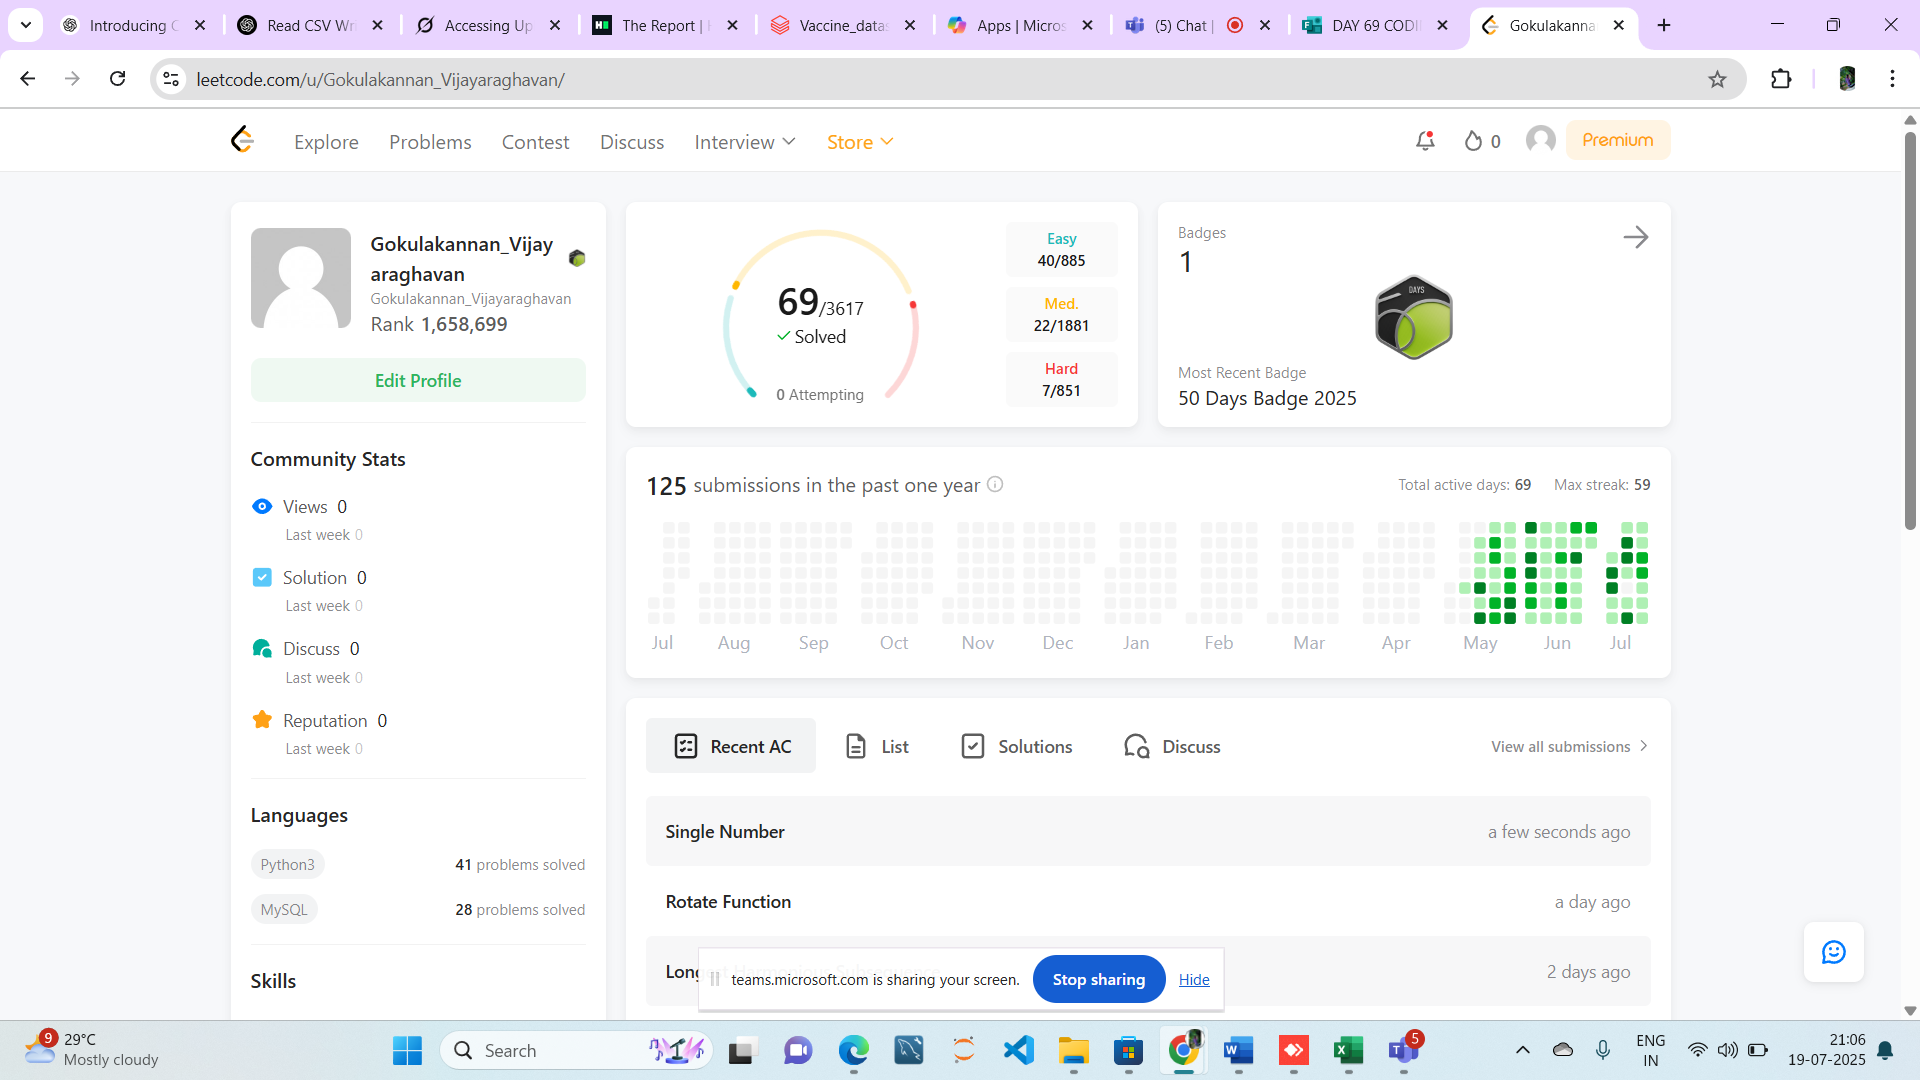 Introducing C
Read CSV Wr
Accessing Up
The Report |
Vaccine_datas
Apps | Micros
(5) Chat |
DAY 69 CODI
Gokulakanna
leetcode.com/u/Gokulakannan_Vijayaraghavan/
Explore
Problems
Contest
Discuss
Interview
Store
0
Premium
Gokulakannan_Vijay
araghavan
Gokulakannan_Vijayaraghavan
Rank 1,658,699
Edit Profile
Community Stats
Views 0
Last week 0
Solution 0
Last week 0
Discuss 0
Last week 0
Reputation 0
Last week 0
Languages
Python3
41 problems solved
MySQL
28 problems solved
Skills
69/3617
Solved
0 Attempting
Easy
40/885
Med.
22/1881
Hard
7/851
Badges
1
DAYS
Most Recent Badge
50 Days Badge 2025
125 submissions in the past one year
Total active days: 69
Max streak: 59
Jul Aug Sep Oct Nov Dec Jan Feb Mar Apr May Jun Jul
Recent AC
List
Solutions
Discuss
View all submissions
Single Number
a few seconds ago
Rotate Function
a day ago
2 days ago
teams.microsoft.com is sharing your screen.
Stop sharing
Hide
9
29°C
Mostly cloudy
Search
5
ENG
IN
21:06
19-07-2025